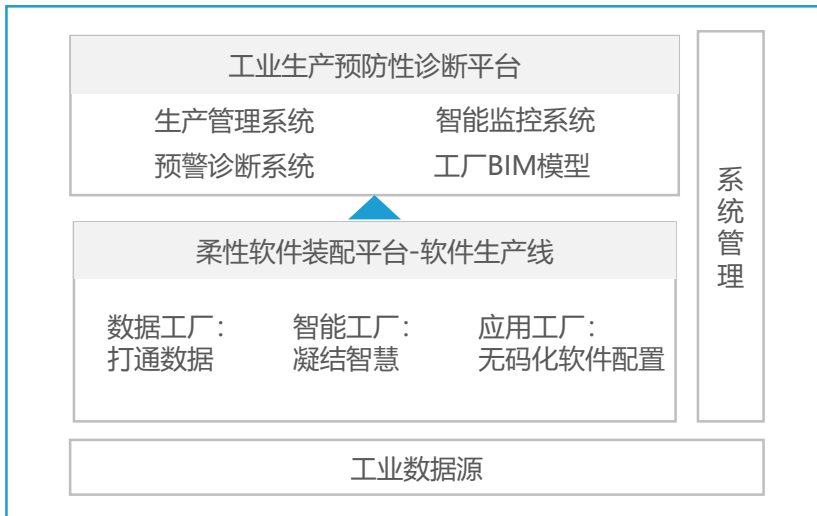 工业生产预防性诊断平台
生产管理系统 智能监控系统
预警诊断系统 工厂BIM模型
柔性软件装配平台-软件生产线
数据工厂： 智能工厂： 应用工厂：
打通数据 凝结智慧 无码化软件配置
工业数据源
系统管理